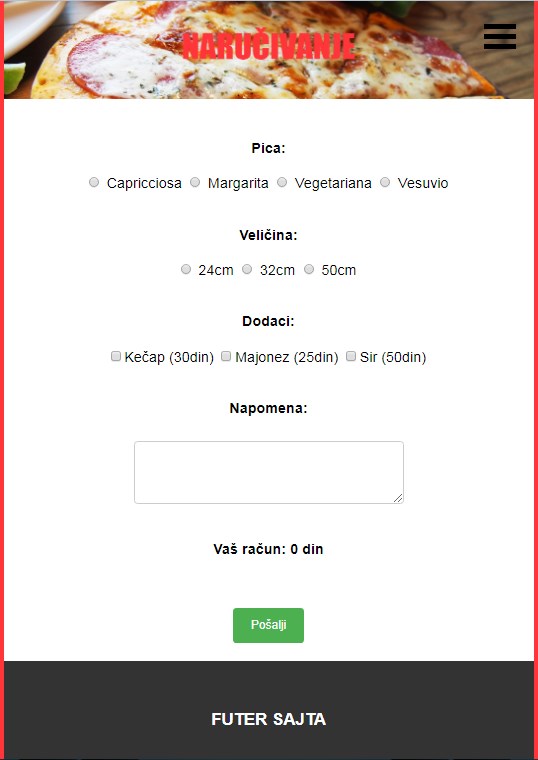 NARUČIVANJE
Pica:
Capricciosa Margarita Vegetariana Vesuvio
Veličina:
24cm 32cm 50cm
Dodaci:
Kečap (30din) Majonez (25din) Sir (50din)
Napomena:
Vaš račun: 0 din
Pošalji
FUTER SAJTA